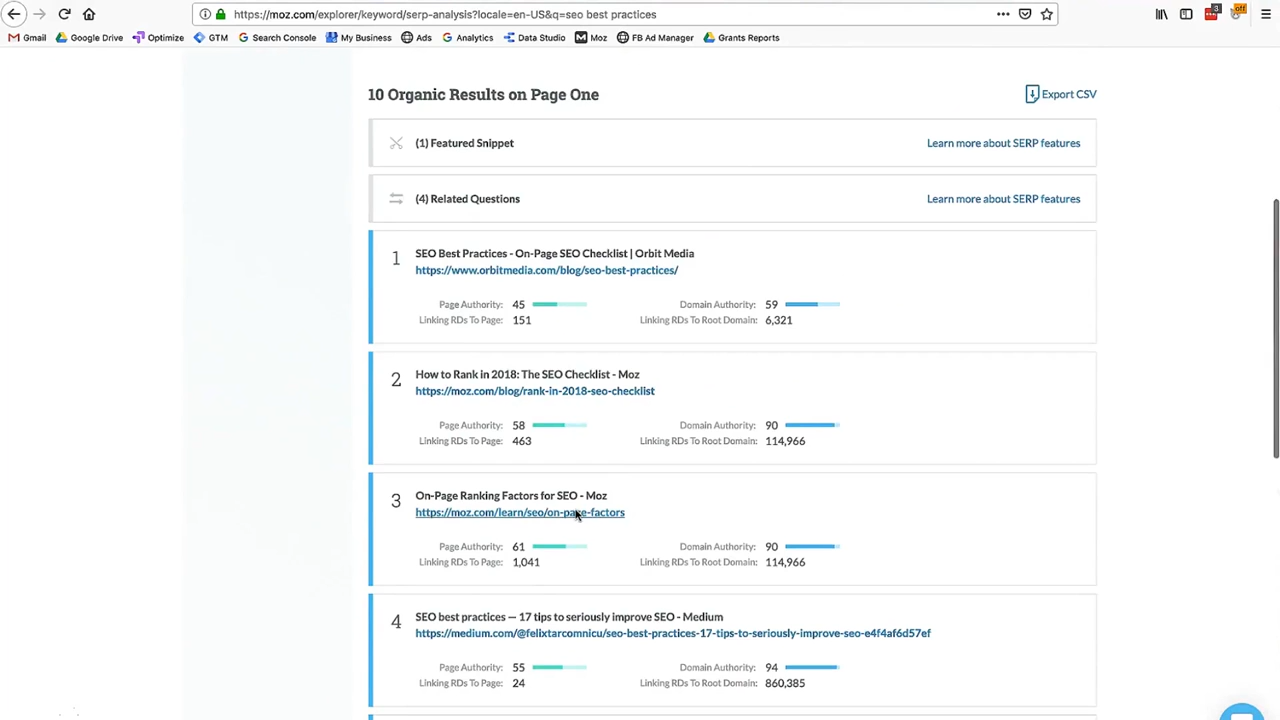 https://moz.com/explorer/keyword/serp-analysis?locale=en-US&q=seo best practices
3 off
Gmail Google Drive Optimize GTM Search Console My Business Ads Analytics Data Studio Moz FB Ad Manager Grants Reports
10 Organic Results on Page One Export CSV
(1) Featured Snippet Learn more about SERP features
(4) Related Questions Learn more about SERP features
1 SEO Best Practices - On-Page SEO Checklist | Orbit Media
https://www.orbitmedia.com/blog/seo-best-practices/
Page Authority: 45 Domain Authority: 59
Linking RDs To Page: 151 Linking RDs To Root Domain: 6,321
2 How to Rank in 2018: The SEO Checklist - Moz
https://moz.com/blog/rank-in-2018-seo-checklist
Page Authority: 58 Domain Authority: 90
Linking RDs To Page: 463 Linking RDs To Root Domain: 114,966
3 On-Page Ranking Factors for SEO - Moz
https://moz.com/learn/seo/on-page-factors
Page Authority: 61 Domain Authority: 90
Linking RDs To Page: 1,041 Linking RDs To Root Domain: 114,966
4 SEO best practices — 17 tips to seriously improve SEO - Medium
https://medium.com/@felixtarcomnicu/seo-best-practices-17-tips-to-seriously-improve-seo-e4f4af6d57ef
Page Authority: 55 Domain Authority: 94
Linking RDs To Page: 24 Linking RDs To Root Domain: 860,385